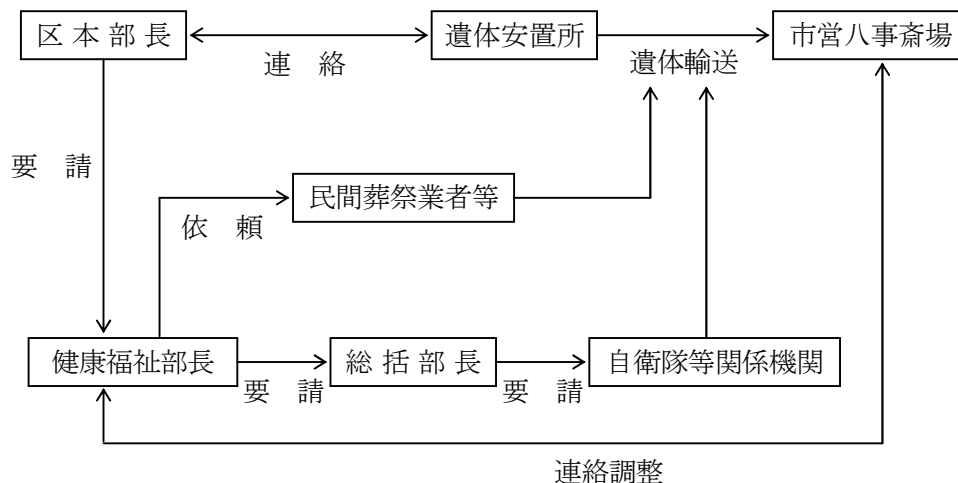 区本部長
遺体安置所
市営八事斎場
連絡
遺体輸送
要請
民間葬祭業者等
依頼
健康福祉部長
総括部長
自衛隊等関係機関
要請
要請
連絡調整